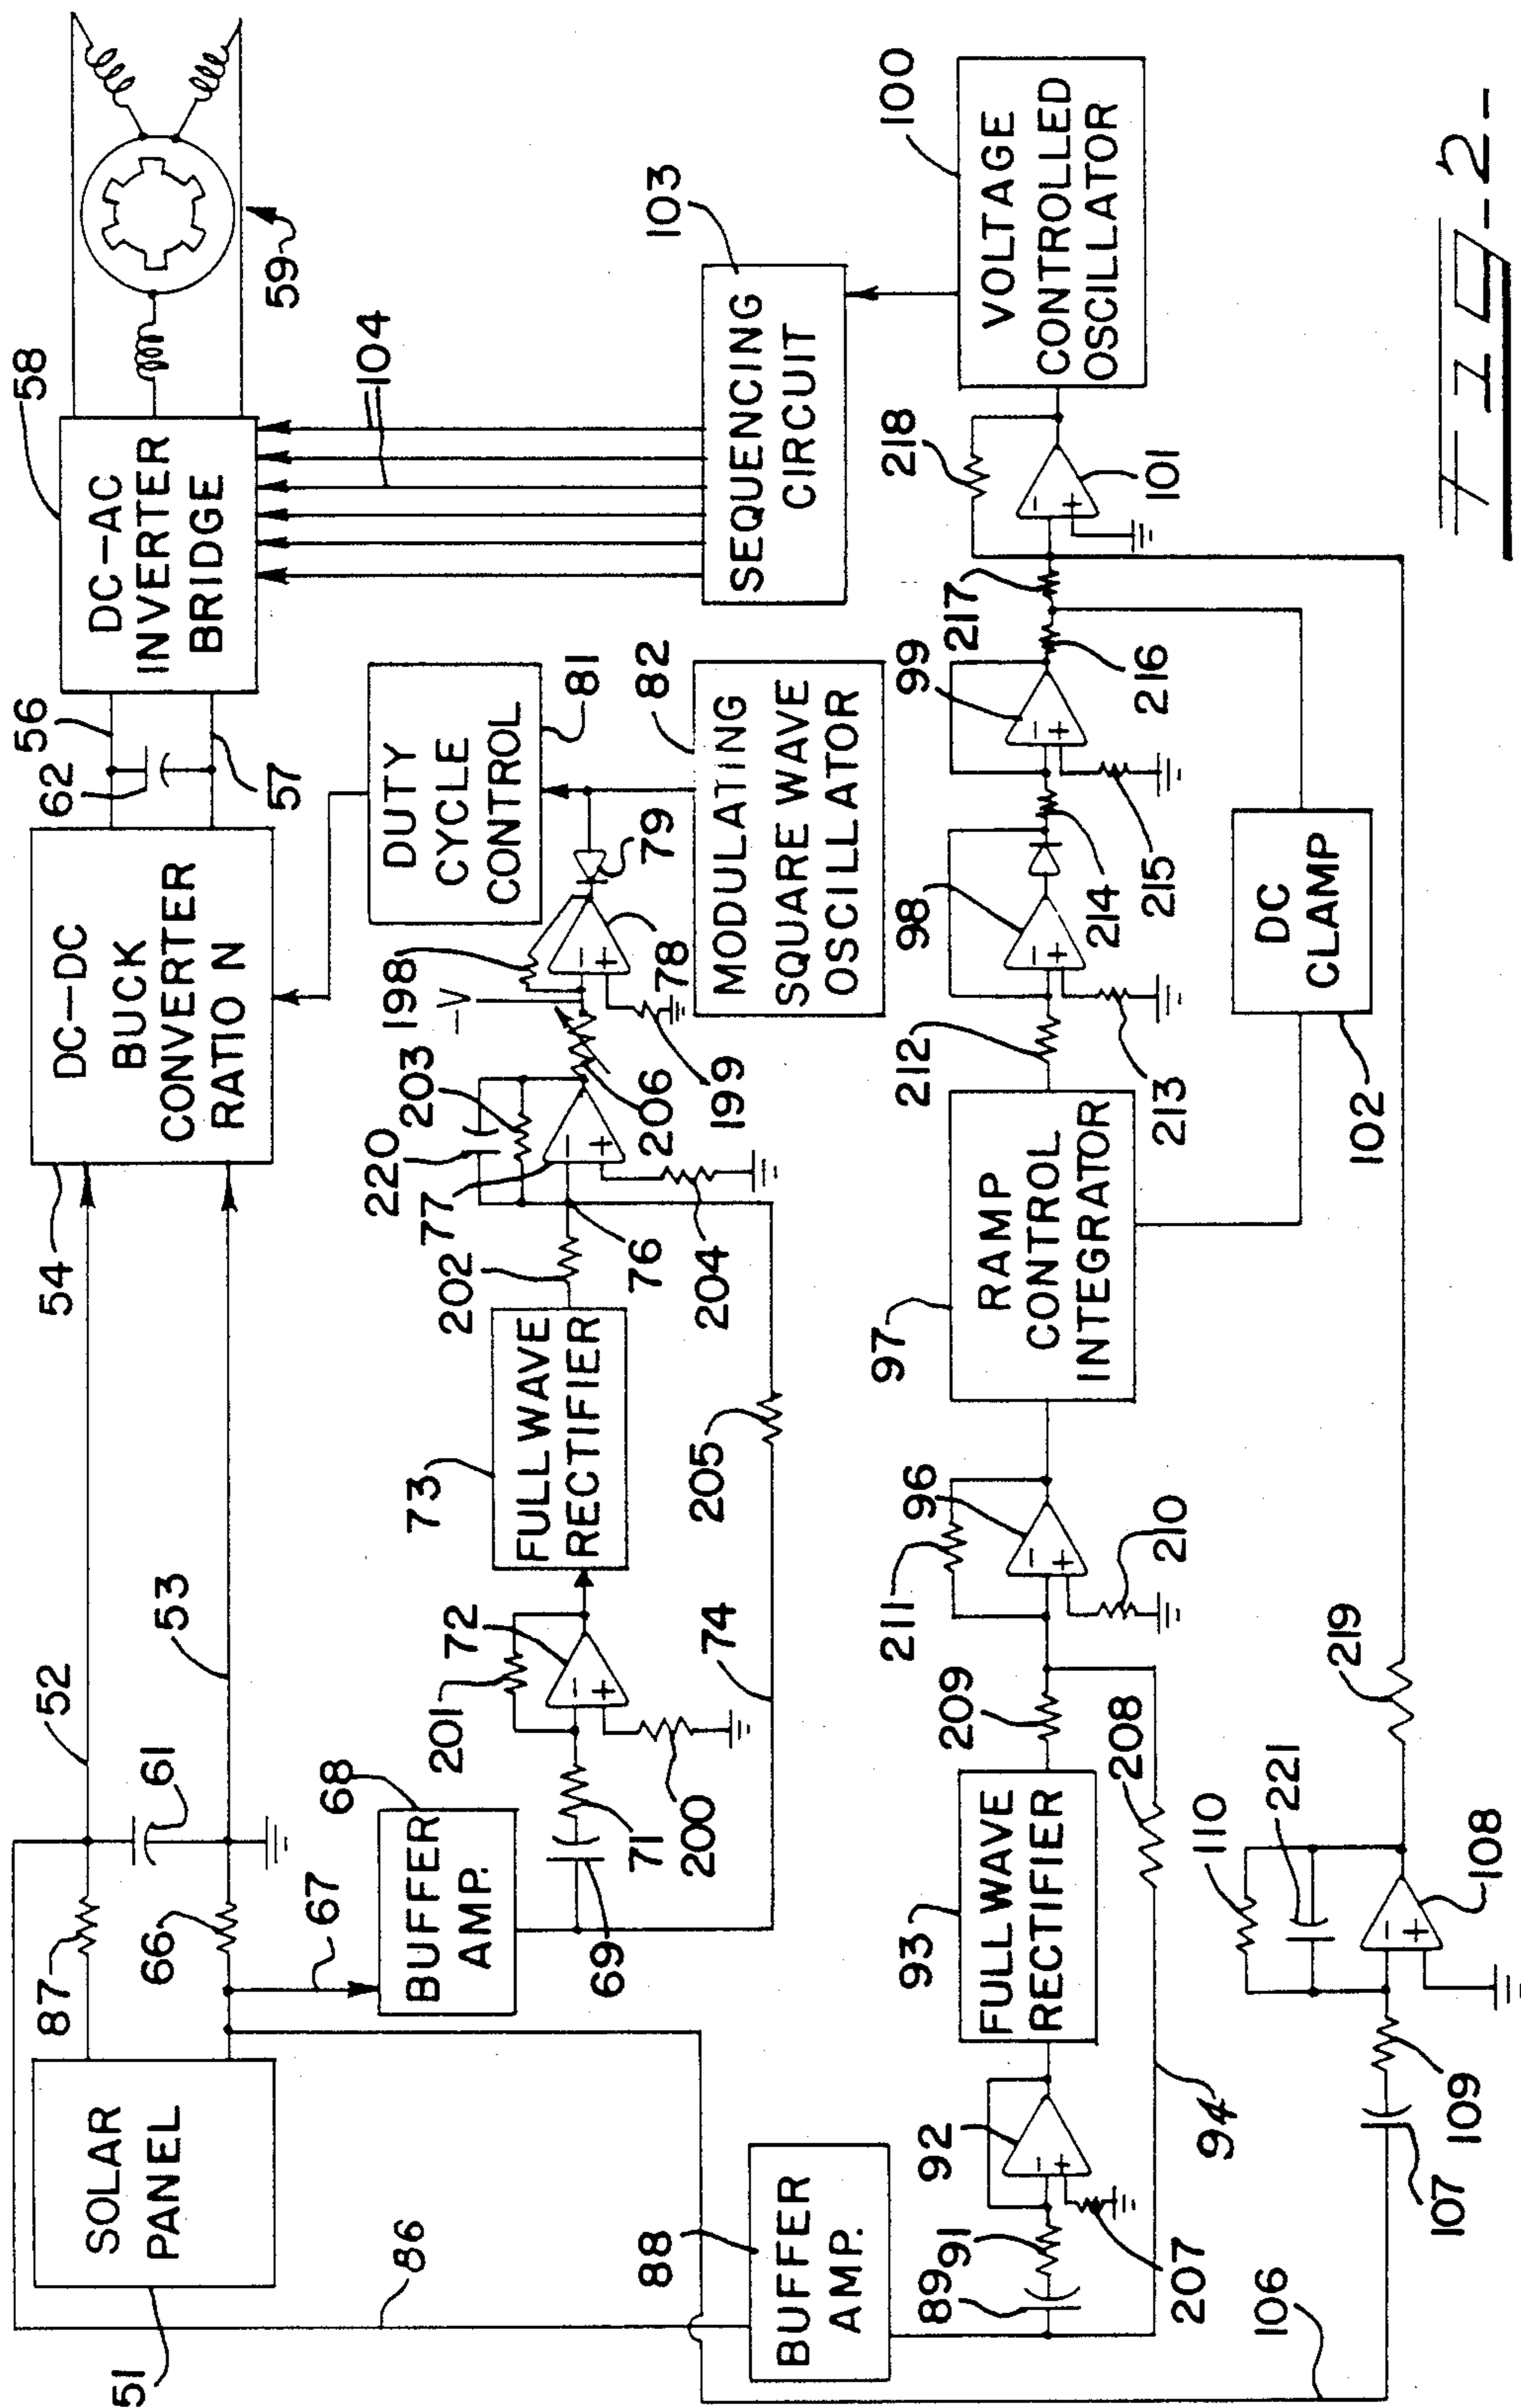 58
DC-AC
INVERTER
BRIDGE
59
56
62
57
54
DC-DC
BUCK
CONVERTER
RATIO N
104
103
SEQUENCING
CIRCUIT
100
VOLTAGE
CONTROLLED
OSCILLATOR
DUTY
CYCLE
CONTROL
81
82
MODULATING
SQUARE WAVE
OSCILLATOR
79
78
198
-V
199
206
203
220
77
-
+
-
+
76
202
204
205
74
73
FULLWAVE
RECTIFIER
72
-
+
201
200
71
69
68
BUFFER
AMP.
67
66
87
61
52
53
SOLAR
PANEL
51
86
88
BUFFER
AMP.
89
91
92
-
+
207
93
FULLWAVE
RECTIFIER
94
208
209
211
96
-
+
210
97
RAMP
CONTROL
INTEGRATOR
212
98
-
+
213
214
99
-
+
215
216
217
218
101
-
+
DC
CLAMP
102
106
107
109
110
221
108
-
+
219
FIG-2-